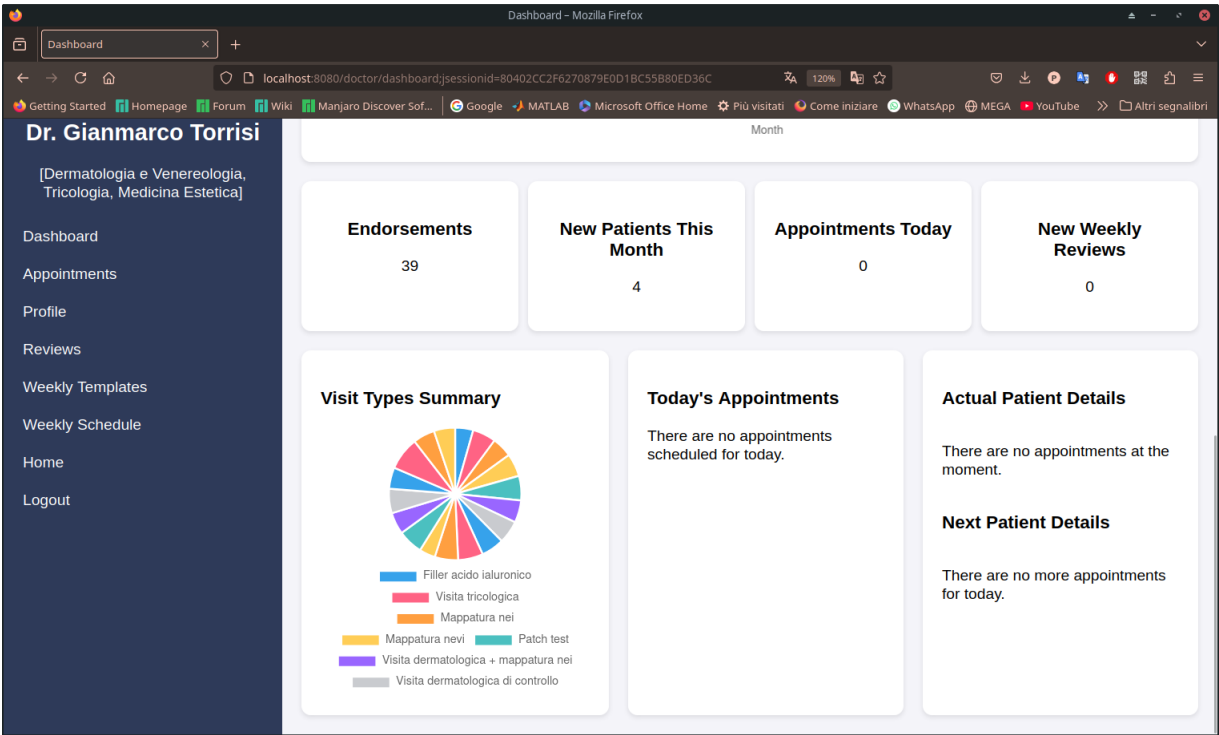 Dashboard – Mozilla Firefox
Dashboard
localhost:8080/doctor/dashboard;jsessionid=80402CC2F6270879E0D1BC55B80ED36C
120%
Getting Started Homepage Forum Wiki Manjaro Discover Sof... Google MATLAB Microsoft Office Home Più visitati Come iniziare WhatsApp MEGA YouTube Altri segnalibri
Dr. Gianmarco Torrisi
[Dermatologia e Venereologia,
Tricologia, Medicina Estetica]
Dashboard
Appointments
Profile
Reviews
Weekly Templates
Weekly Schedule
Home
Logout
Month
Endorsements
39
New Patients This
Month
4
Appointments Today
0
New Weekly
Reviews
0
Visit Types Summary
Filler acido ialuronico
Visita tricologica
Mappatura nei
Mappatura nevi Patch test
Visita dermatologica + mappatura nei
Visita dermatologica di controllo
Today's Appointments
There are no appointments
scheduled for today.
Actual Patient Details
There are no appointments at the
moment.
Next Patient Details
There are no more appointments
for today.